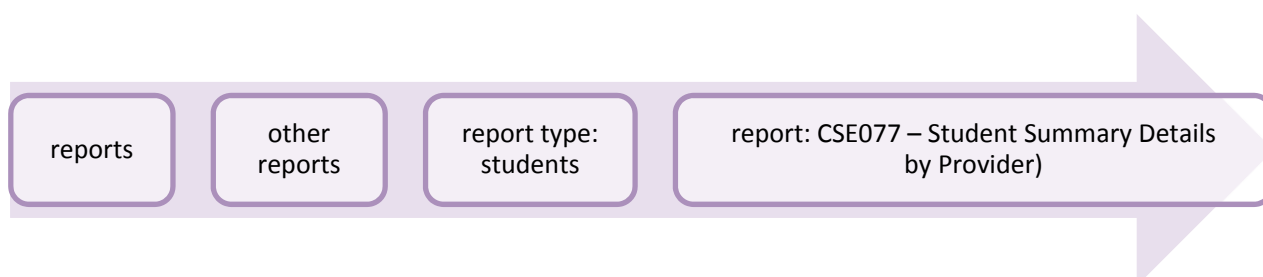 reports
other
reports
report type:
students
report: CSE077 – Student Summary Details
by Provider)